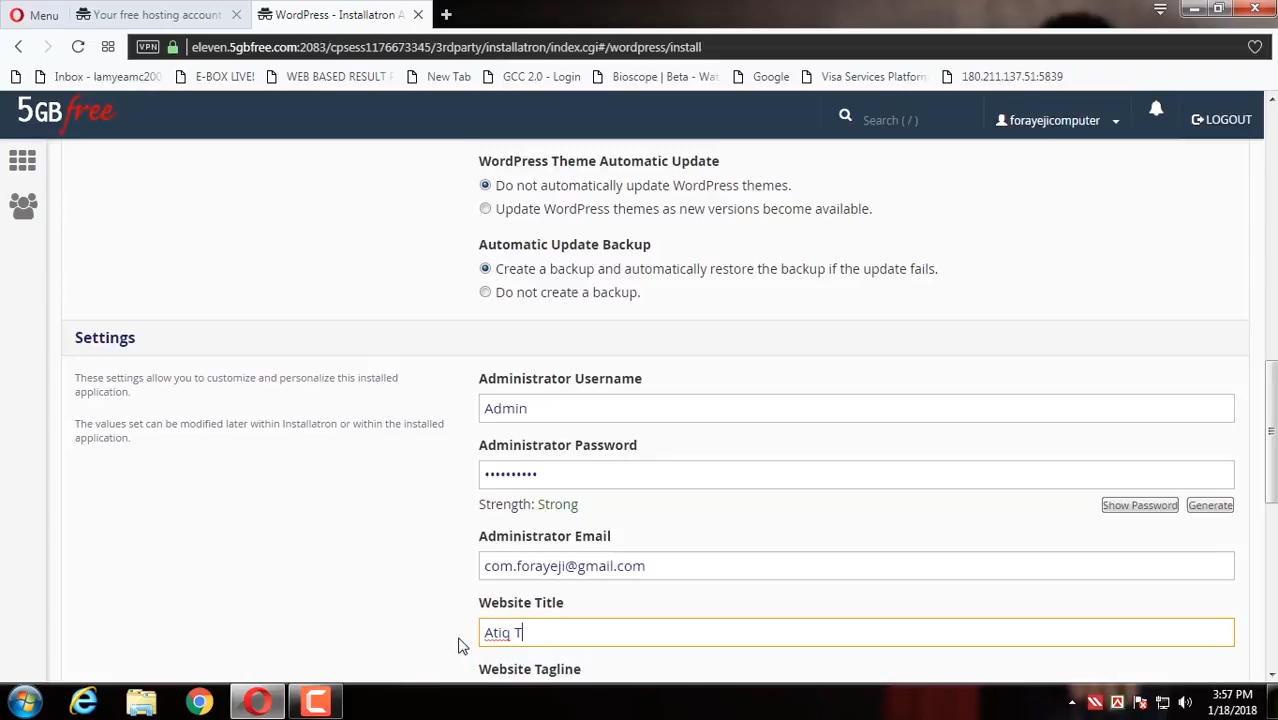 Menu
Your free hosting account
WordPress - Installatron A
VPN
eleven.5gbfree.com:2083/cpsess1176673345/3rdparty/installatron/index.cgi#/wordpress/install
Inbox - lamyeamc200
E-BOX LIVE!
WEB BASED RESULT
New Tab
GCC 2.0 - Login
Bioscope | Beta - Wat
Google
Visa Services Platform
180.211.137.51:5839
5GB free
Search ( / )
forayejicomputer
LOGOUT
WordPress Theme Automatic Update
Do not automatically update WordPress themes.
Update WordPress themes as new versions become available.
Automatic Update Backup
Create a backup and automatically restore the backup if the update fails.
Do not create a backup.
Settings
These settings allow you to customize and personalize this installed
application.
The values set can be modified later within Installatron or within the installed
application.
Administrator Username
Admin
Administrator Password
••••••••••
Strength: Strong
Show Password
Generate
Administrator Email
com.forayeji@gmail.com
Website Title
Atiq T
Website Tagline
3:57 PM
1/18/2018